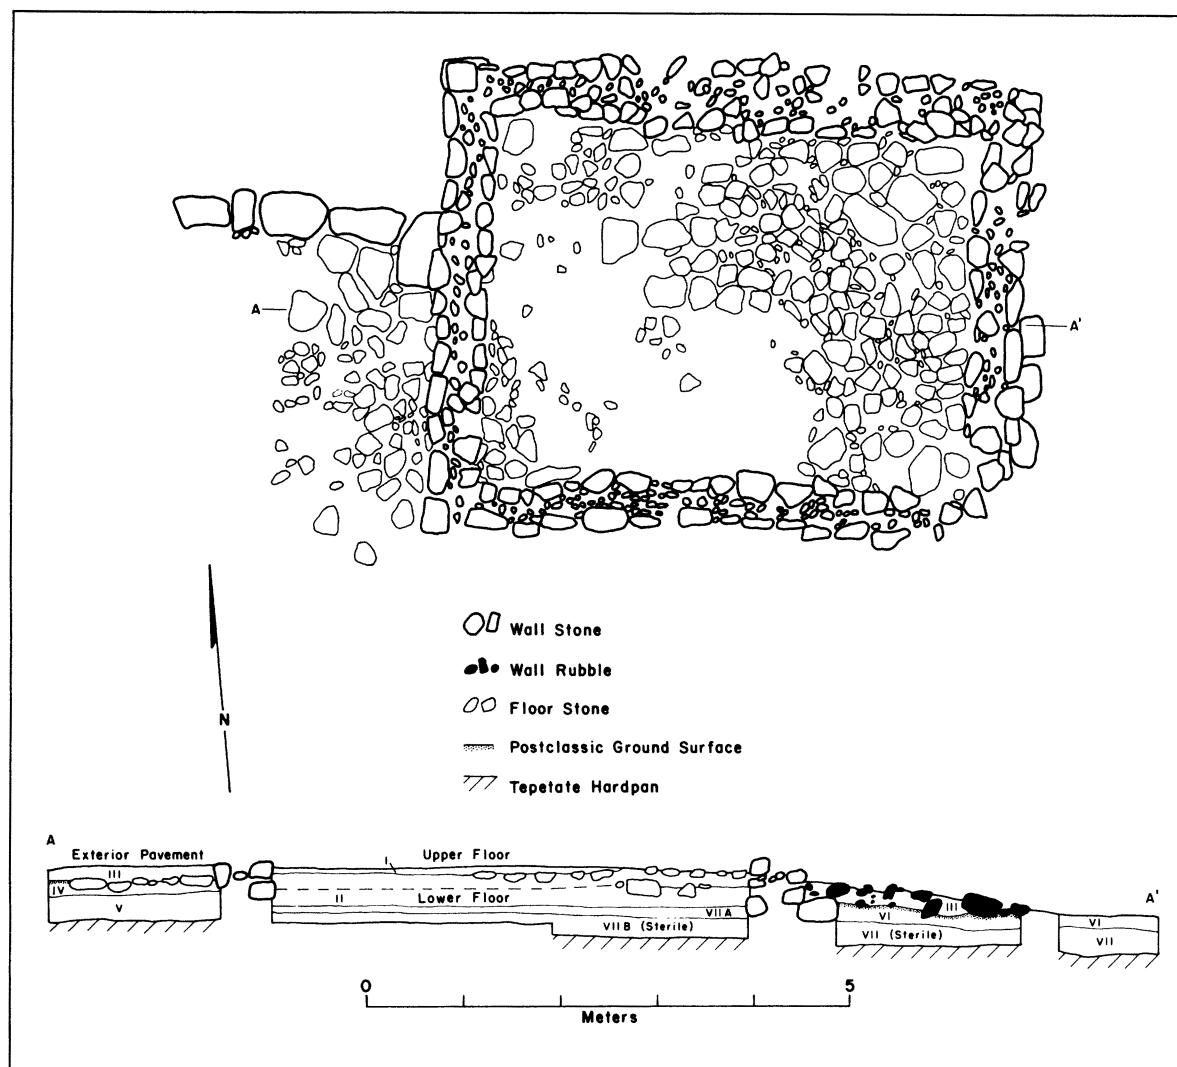 A
A'
N
Wall Stone
Wall Rubble
Floor Stone
Postclassic Ground Surface
Tepetate Hardpan
A
Exterior Pavement
I
Upper Floor
III
IV
V
II
Lower Floor
VII A
VII B (Sterile)
III
VI
VII (Sterile)
A'
VI
VII
0
5
Meters